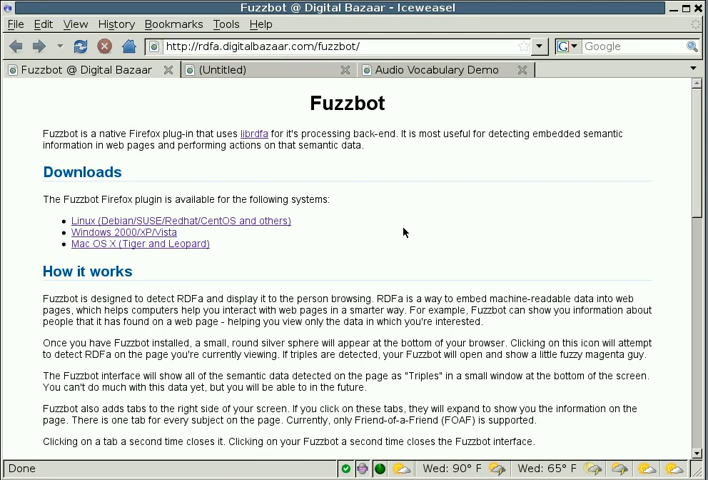 Fuzzbot @ Digital Bazaar - Iceweasel
File Edit View History Bookmarks Tools Help
http://rdfa.digitalbazaar.com/fuzzbot/
Google
Fuzzbot @ Digital Bazaar (Untitled) Audio Vocabulary Demo
Fuzzbot
Fuzzbot is a native Firefox plug-in that uses librdfa for it's processing back-end. It is most useful for detecting embedded semantic
information in web pages and performing actions on that semantic data.
Downloads
The Fuzzbot Firefox plugin is available for the following systems:
Linux (Debian/SUSE/Redhat/CentOS and others)
Windows 2000/XP/Vista
Mac OS X (Tiger and Leopard)
How it works
Fuzzbot is designed to detect RDFa and display it to the person browsing. RDFa is a way to embed machine-readable data into web
pages, which helps computers help you interact with web pages in a smarter way. For example, Fuzzbot can show you information about
people that it has found on a web page - helping you view only the data in which you're interested.
Once you have Fuzzbot installed, a small, round silver sphere will appear at the bottom of your browser. Clicking on this icon will attempt
to detect RDFa on the page you're currently viewing. If triples are detected, your Fuzzbot will open and show a little fuzzy magenta guy.
The Fuzzbot interface will show all of the semantic data detected on the page as "Triples" in a small window at the bottom of the screen.
You can't do much with this data yet, but you will be able to in the future.
Fuzzbot also adds tabs to the right side of your screen. If you click on these tabs, they will expand to show you the information on the
page. There is one tab for every subject on the page. Currently, only Friend-of-a-Friend (FOAF) is supported.
Clicking on a tab a second time closes it. Clicking on your Fuzzbot a second time closes the Fuzzbot interface.
Done Wed: 90° F Wed: 65° F